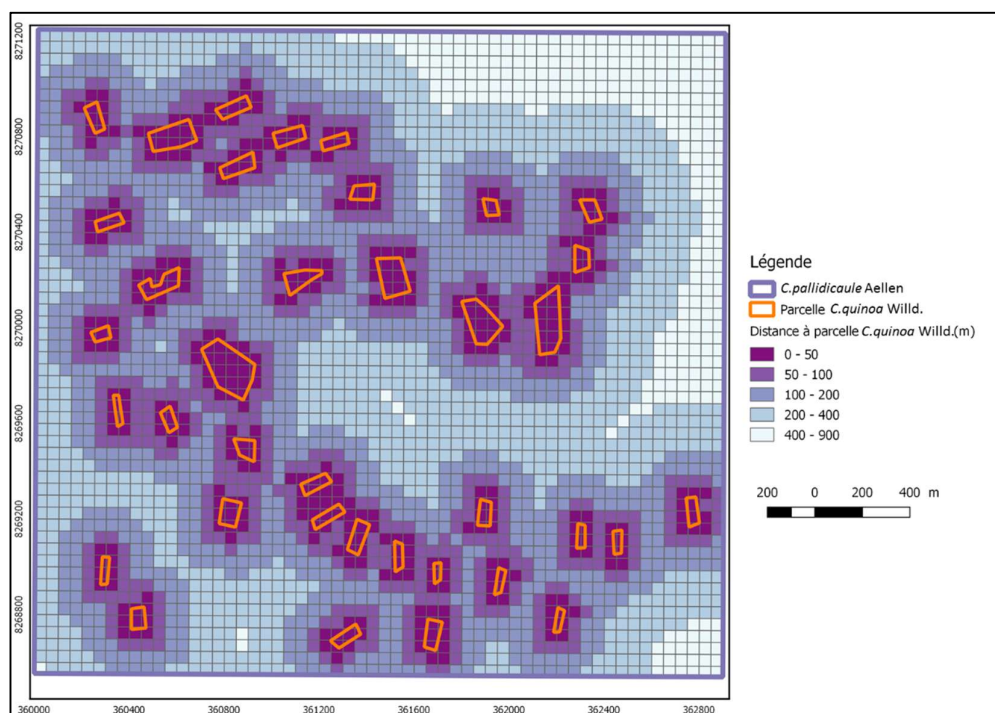 8271200
8270800
8270400
8270000
8269600
8269200
8268800
360000 360400 360800 361200 361600 362000 362400 362800
Légende
C.pallidicaule Aellen
Parcelle C.quinoa Willd.
Distance à parcelle C.quinoa Willd.(m)
0 - 50
50 - 100
100 - 200
200 - 400
400 - 900
200 0 200 400 m